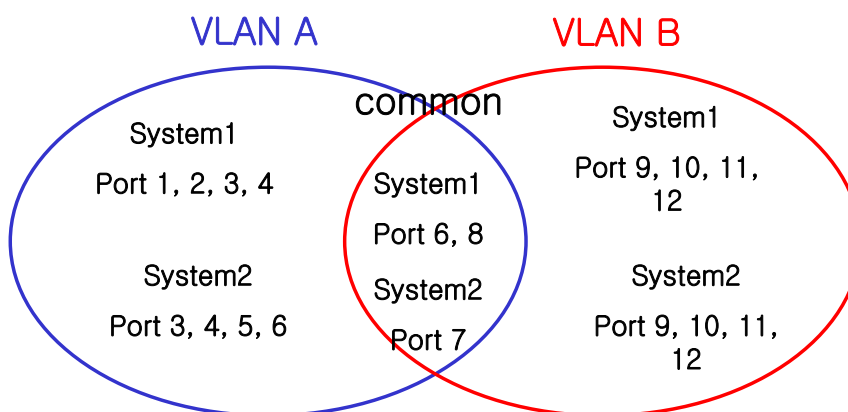 VLAN A
VLAN B
common
System1
Port 1, 2, 3, 4
System2
Port 3, 4, 5, 6
System1
Port 6, 8
System2
Port 7
System1
Port 9, 10, 11,
12
System2
Port 9, 10, 11,
12